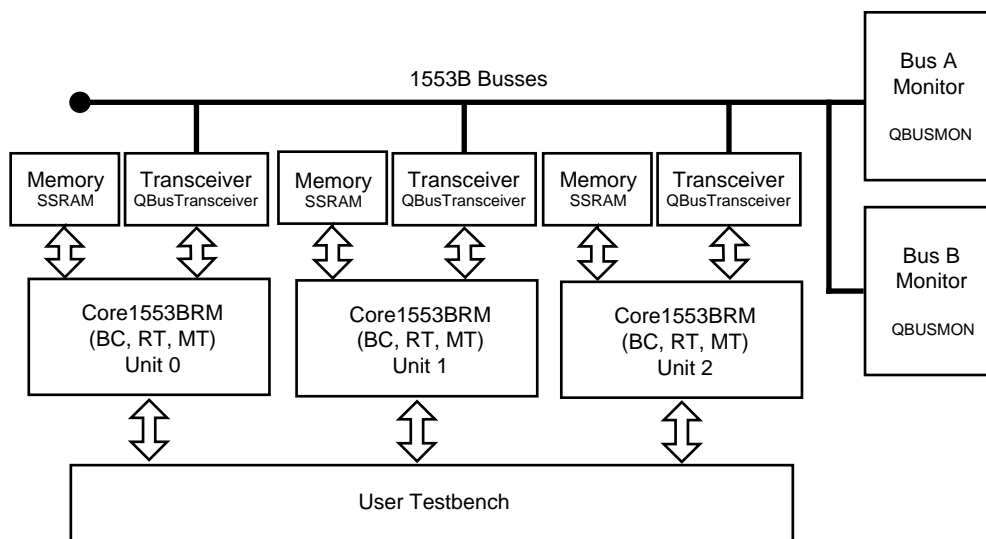 1553B Busses
Bus A
Monitor
QBUSMON
Memory
SSRAM
Transceiver
QBusTransceiver
Memory
SSRAM
Transceiver
QBusTransceiver
Memory
SSRAM
Transceiver
QBusTransceiver
Bus B
Monitor
QBUSMON
Core1553BRM
(BC, RT, MT)
Unit 0
Core1553BRM
(BC, RT, MT)
Unit 1
Core1553BRM
(BC, RT, MT)
Unit 2
User Testbench